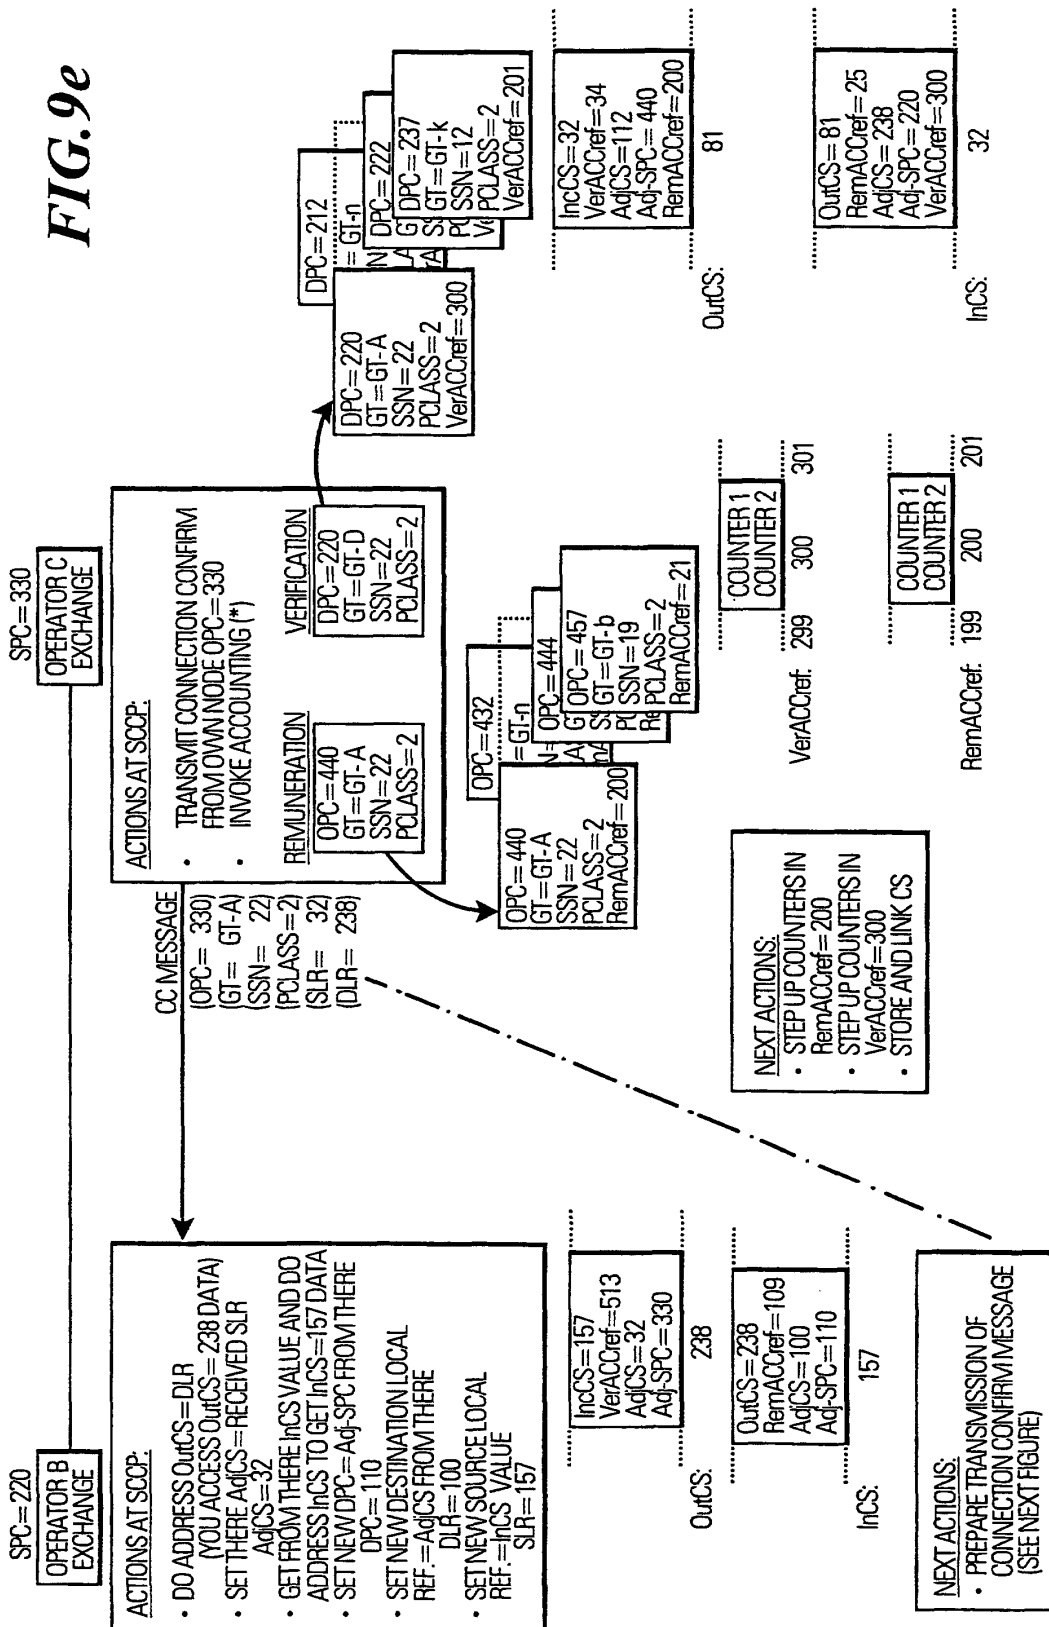 FIG.9e
SPC=220
OPERATOR B
EXCHANGE
SPC=330
OPERATOR C
EXCHANGE
ACTIONS AT SCCP:
· DO ADDRESS OutCS=DLR
(YOU ACCESS OutCS=238 DATA)
· SET THERE AdjCS=RECEIVED SLR
AdjCS=32
· GET FROM THERE InCS VALUE AND DO
ADDRESS InCS TO GET InCS=157 DATA
· SET NEW DPC=Adj-SPC FROM THERE
DPC=110
· SET NEW DESTINATION LOCAL
REF.=AdjCS FROM THERE
DLR=100
· SET NEW SOURCE LOCAL
REF.=InCS VALUE
SLR=157
CC MESSAGE
(OPC= 330)
(GT= GT-A)
(SSN= 22)
(PCLASS=2)
(SLR= 32)
(DLR= 238)
ACTIONS AT SCCP:
· TRANSMIT CONNECTION CONFIRM
FROM OWN NODE OPC=330
· INVOKE ACCOUNTING (*)
REMUNERATION
OPC=440
GT=GT-A
SSN=22
PCLASS=2
VERIFICATION
DPC=220
GT=GT-D
SSN=22
PCLASS=2
DPC=220
GT=GT-A
SSN=22
PCLASS=2
VerACCref=300
DPC=212
= GT-n
DPC=222
DPC=237
GT=GT-k
SSN=12
PCLASS=2
VerACCref=201
OPC=440
GT=GT-A
SSN=22
PCLASS=2
RemACCref=200
OPC=432
= GT-n
OPC=444
OPC=457
GT=GT-b
SSN=19
PCLASS=2
RemACCref=21
IncCS=157
VerACCref=513
AdjCS=32
Adj-SPC=330
OutCS: 238
OutCS=238
RemACCref=109
AdjCS=100
Adj-SPC=110
InCS: 157
NEXT ACTIONS:
· PREPARE TRANSMISSION OF
CONNECTION CONFIRM MESSAGE
(SEE NEXT FIGURE)
NEXT ACTIONS:
· STEP UP COUNTERS IN
RemACCref=200
· STEP UP COUNTERS IN
VerACCref=300
· STORE AND LINK CS
COUNTER 1
COUNTER 2
VerACCref: 299 300 301
COUNTER 1
COUNTER 2
RemACCref: 199 200 201
IncCS=32
VerACCref=34
AdjCS=112
Adj-SPC=440
RemACCref=200
OutCS: 81
OutCS=81
RemACCref=25
AdjCS=238
Adj-SPC=220
VerACCref=300
InCS: 32